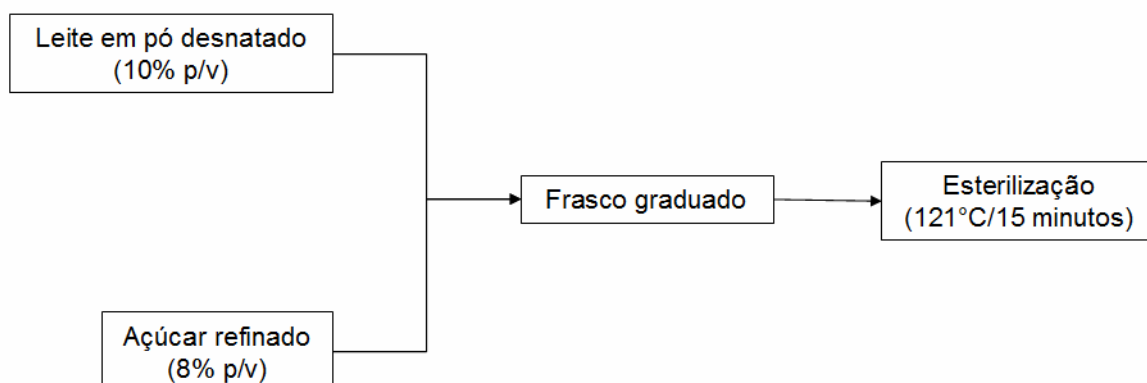 Leite em pó desnatado
(10% p/v)
Frasco graduado
Esterilização
(121°C/15 minutos)
Açúcar refinado
(8% p/v)